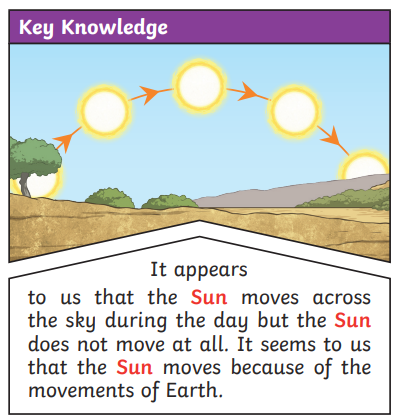 Key Knowledge
It appears
to us that the Sun moves across
the sky during the day but the Sun
does not move at all. It seems to us
that the Sun moves because of the
movements of Earth.